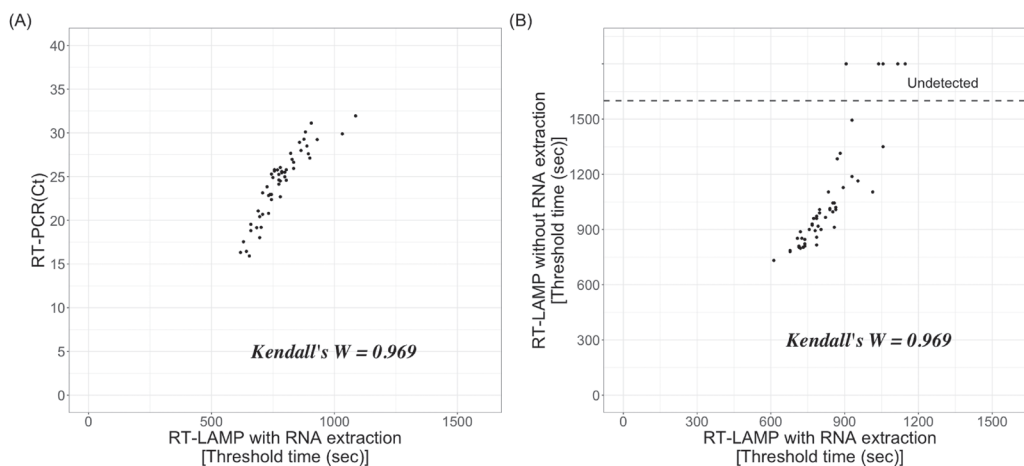 (A)
RT-PCR(Ct)
40
35
30
25
20
15
10
5
0
Kendall's W = 0.969
0 500 1000 1500
RT-LAMP with RNA extraction
[Threshold time (sec)]
(B)
RT-LAMP without RNA extraction
[Threshold time (sec)]
Undetected
1500
1200
900
600
300
0
Kendall's W = 0.969
0 300 600 900 1200 1500
RT-LAMP with RNA extraction
[Threshold time (sec)]